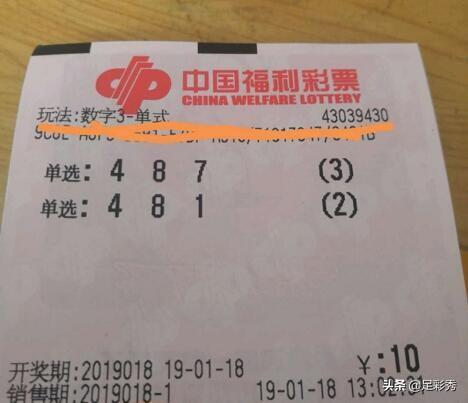 中国福利彩票
CHINA WELFARE LOTTERY
玩法:数字3-单式 43039430
单选: 4 8 7 (3)
单选: 4 8 1 (2)
开奖期:2019018 19-01-18 ¥:10
销售期:2019018-1 19-01-18 13:02:
头条 @足彩秀